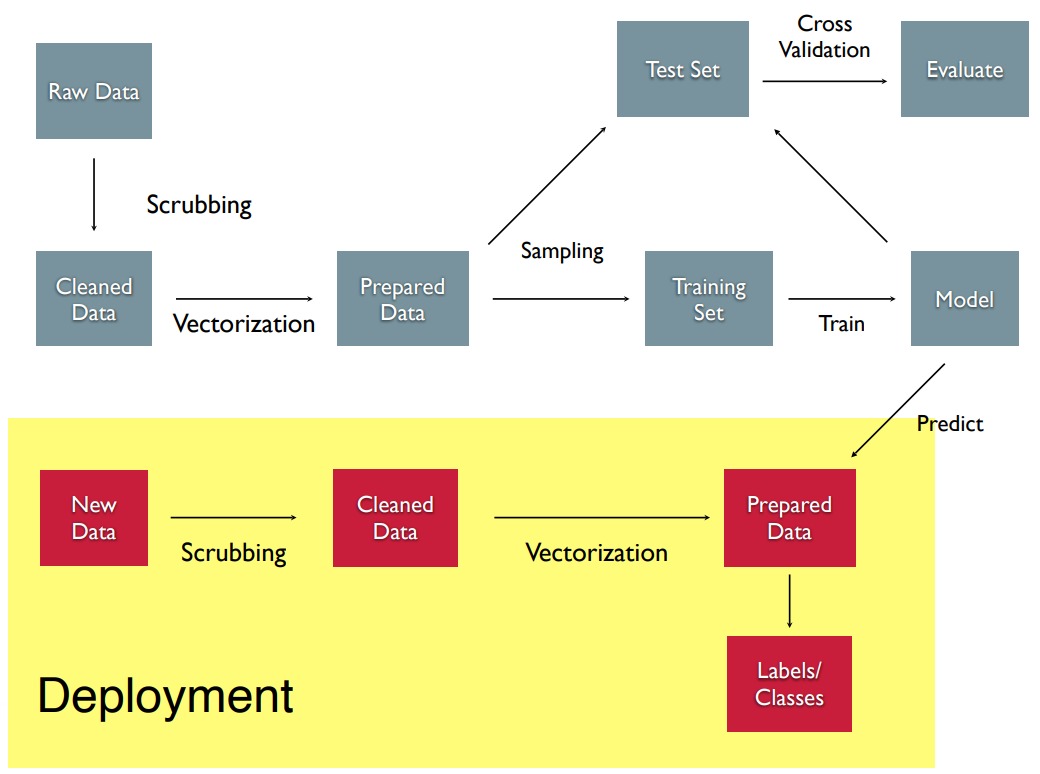 Cross
Validation
Raw Data
Test Set
Evaluate
Scrubbing
Sampling
Cleaned
Data
Vectorization
Prepared
Data
Training
Set
Train
Model
Predict
New
Data
Scrubbing
Cleaned
Data
Vectorization
Prepared
Data
Labels/
Classes
Deployment